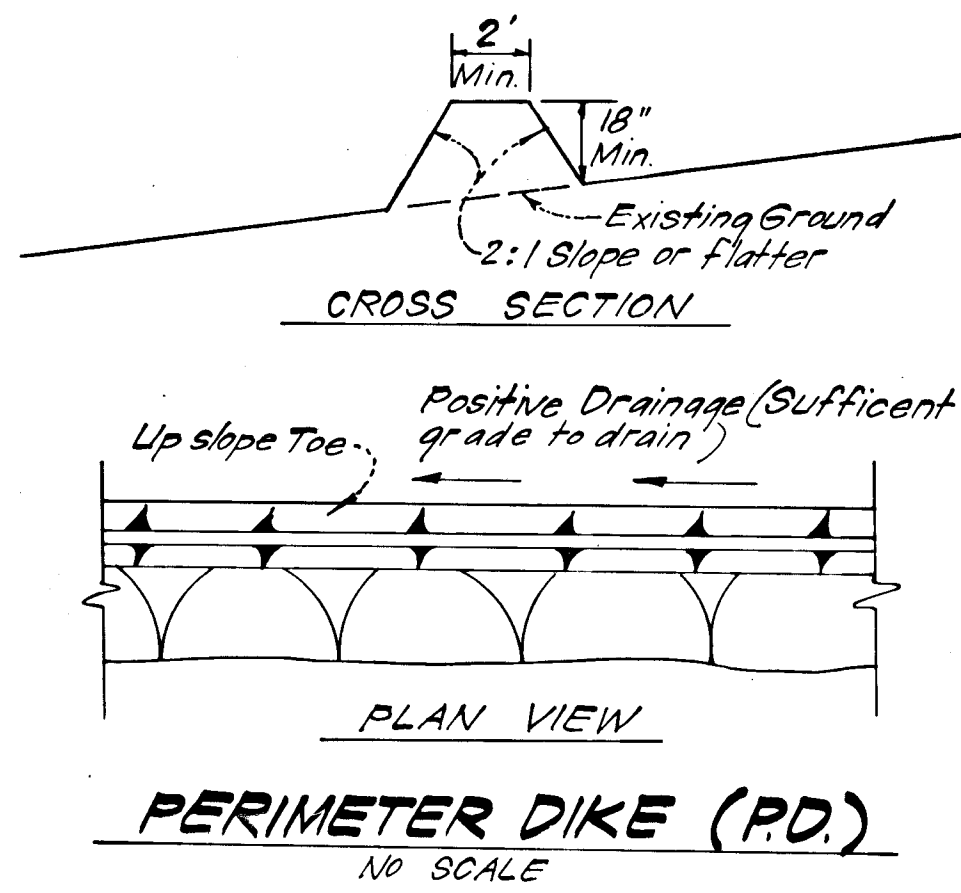 2'
Min.
18"
Min.
Existing Ground
2:1 Slope or flatter
CROSS SECTION
Positive Drainage (Sufficent
grade to drain)
Up slope Toe
PLAN VIEW
PERIMETER DIKE (P.D.)
NO SCALE